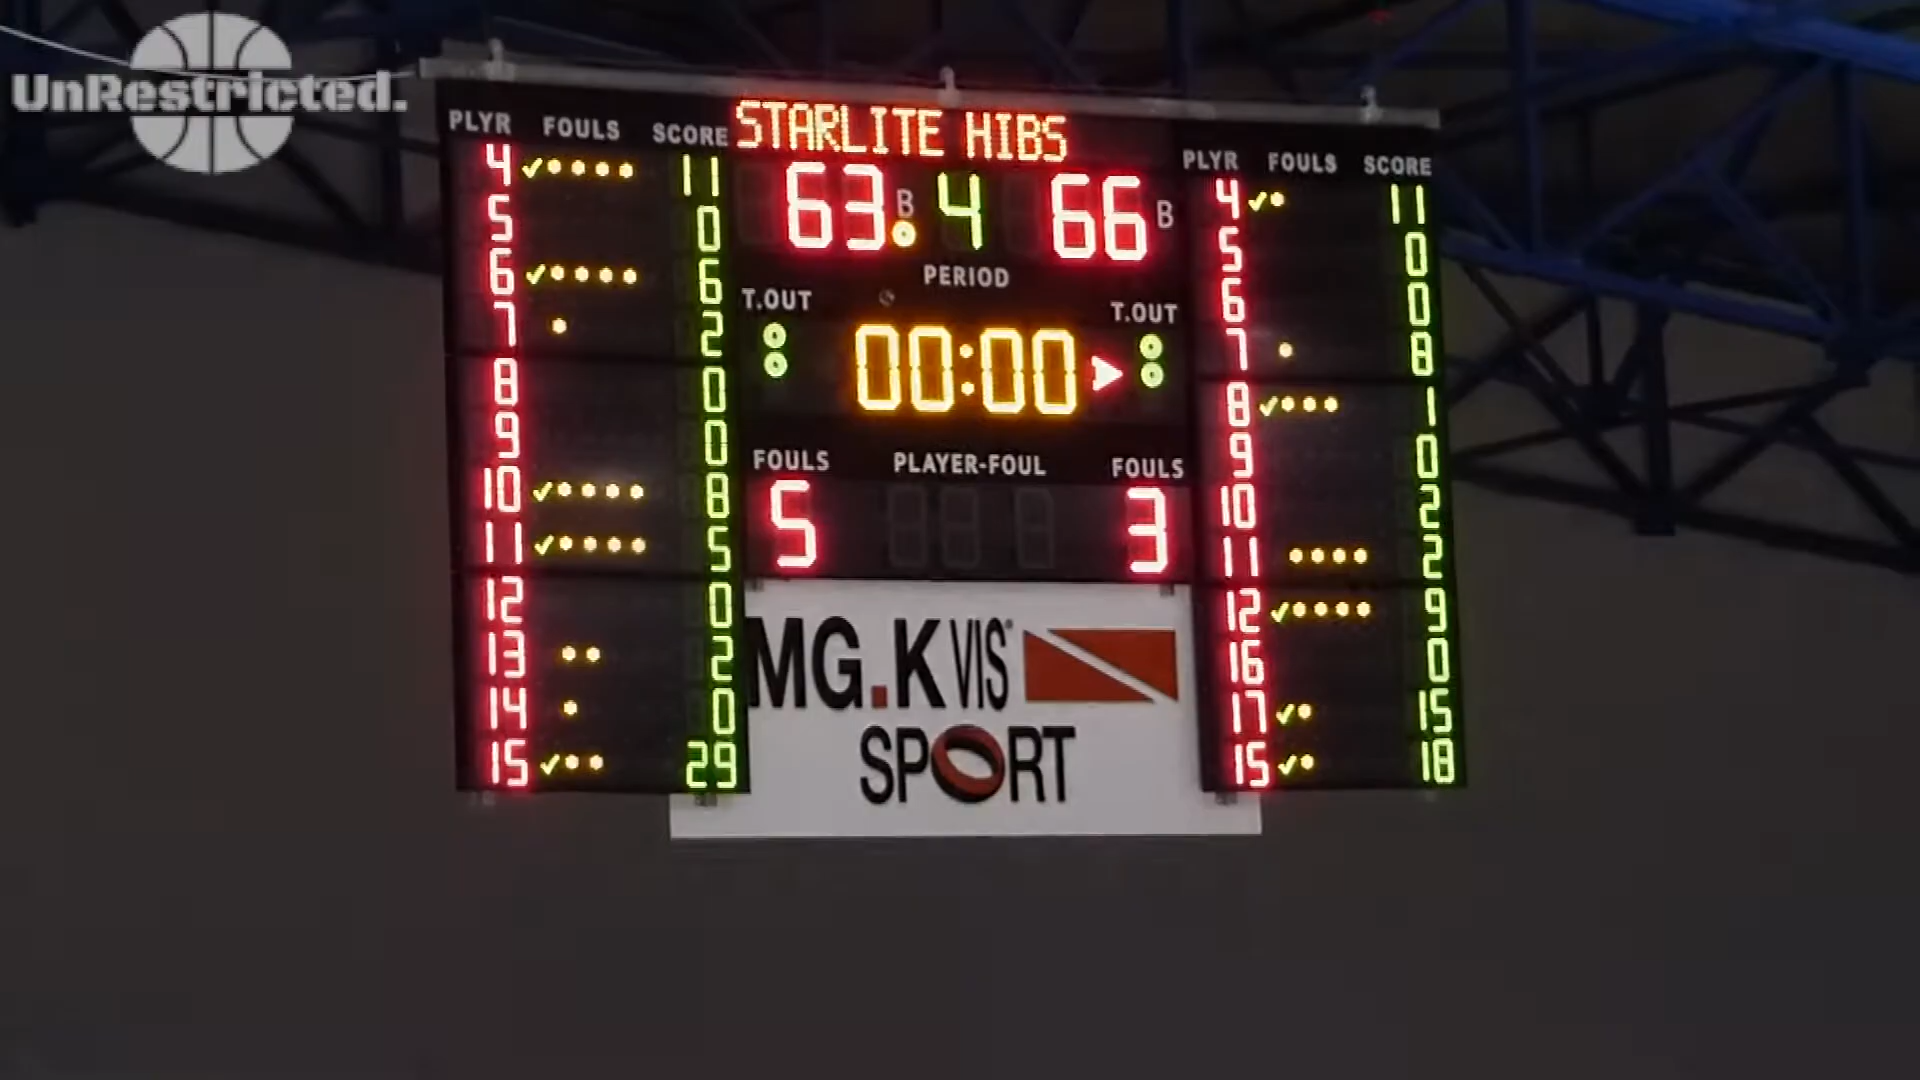 UnRestricted.
STARLITE HIBS
PLYR FOULS SCORE
4 11
5 0
6 6
7 2
8 0
9 0
10 8
11 5
12 0
13 2
14 0
15 29
63 B 4 66 B
PERIOD
T.OUT T.OUT
00:00
FOULS PLAYER-FOUL FOULS
5 3
MG.KVIS
SPORT
PLYR FOULS SCORE
4 11
5 0
6 0
7 8
8 1
9 0
10 2
11 2
12 9
16 0
17 15
15 18